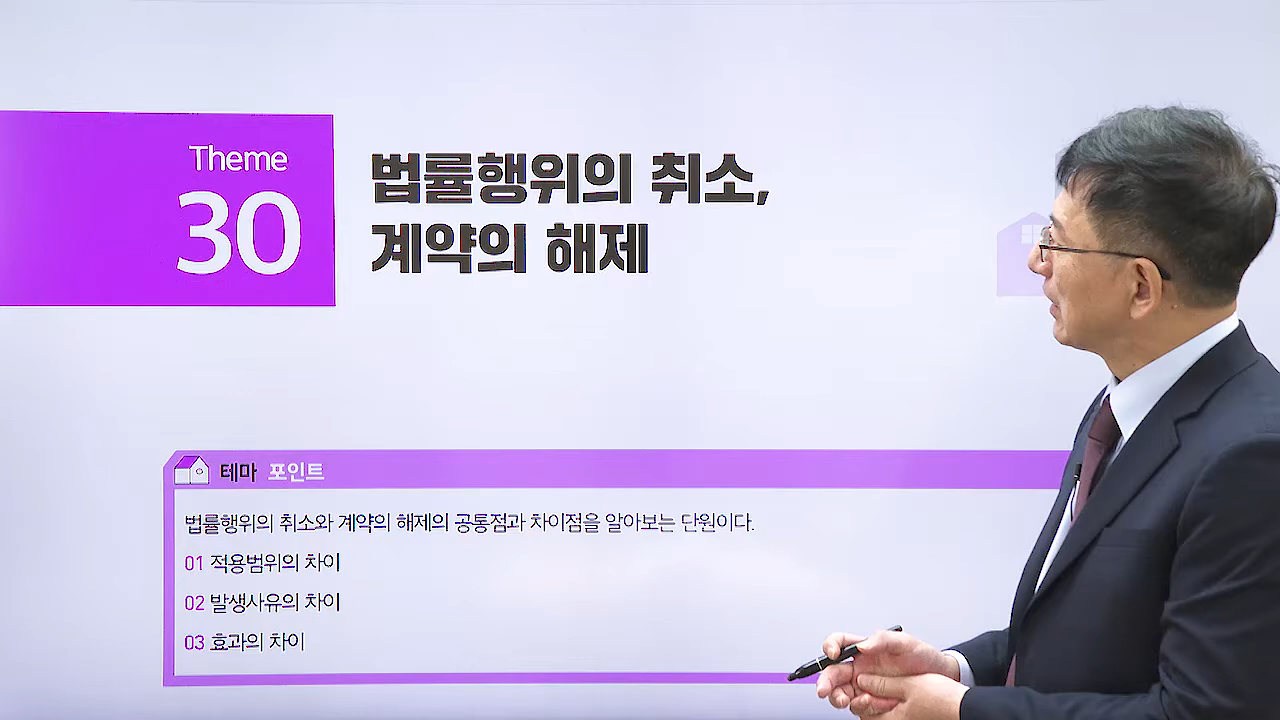 Theme
30
법률행위의 취소,
계약의 해제
테마 포인트
법률행위의 취소와 계약의 해제의 공통점과 차이점을 알아보는 단원이다.
01 적용범위의 차이
02 발생사유의 차이
03 효과의 차이